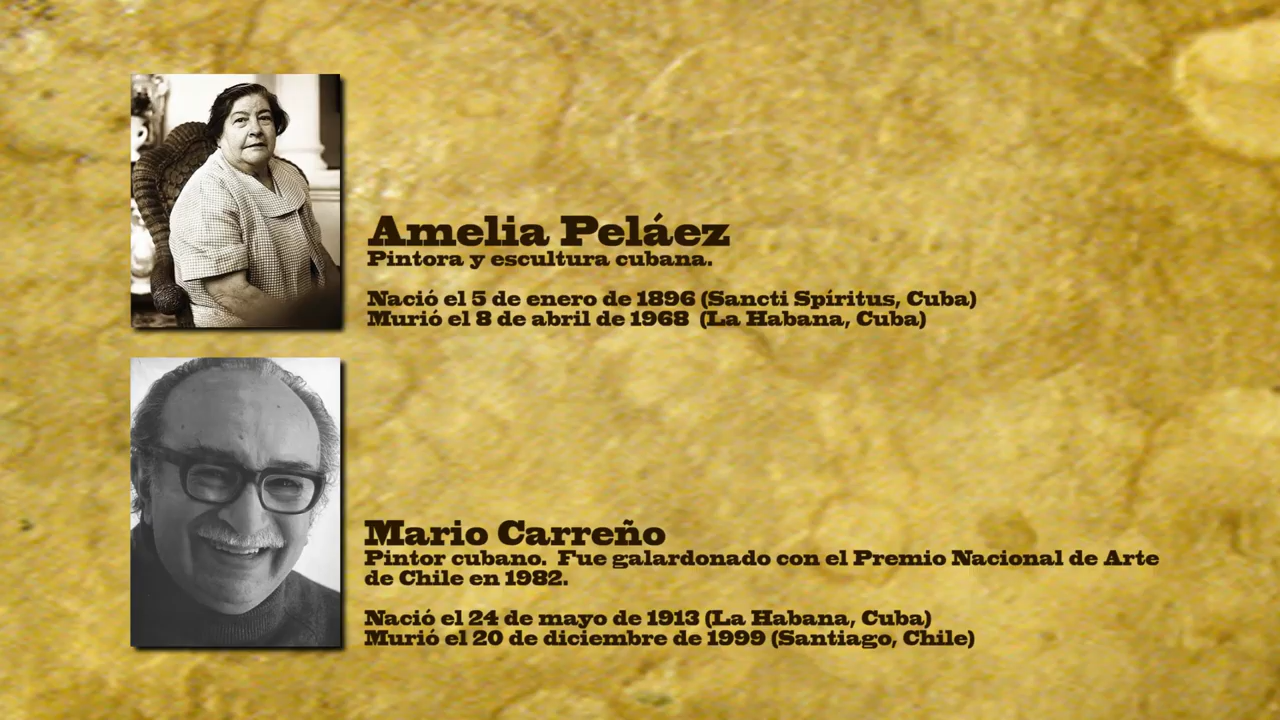 Amelia Peláez
Pintora y escultura cubana.
Nació el 5 de enero de 1896 (Sancti Spíritus, Cuba)
Murió el 8 de abril de 1968 (La Habana, Cuba)
Mario Carreño
Pintor cubano. Fue galardonado con el Premio Nacional de Arte
de Chile en 1982.
Nació el 24 de mayo de 1913 (La Habana, Cuba)
Murió el 20 de diciembre de 1999 (Santiago, Chile)